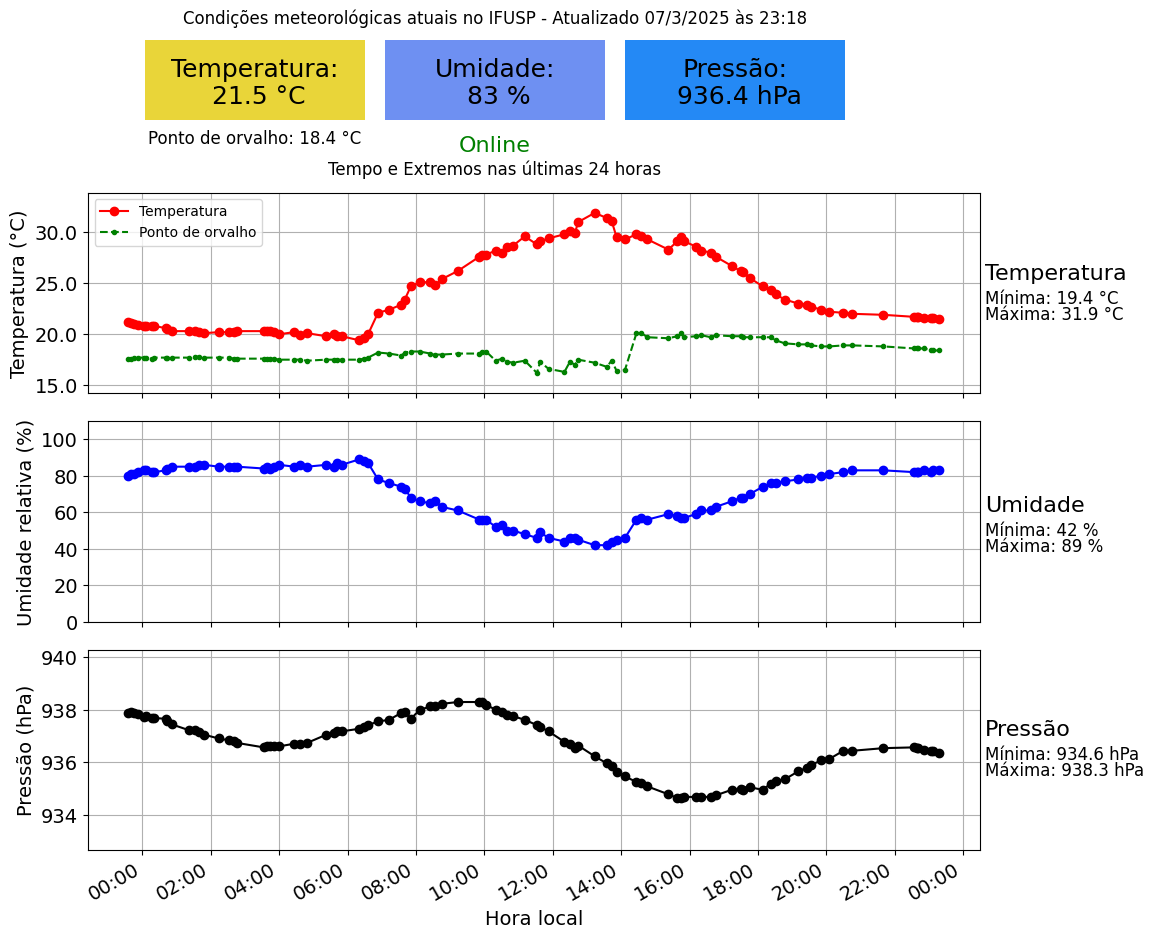 Condições meteorológicas atuais no IFUSP - Atualizado 07/3/2025 às 23:18
Temperatura:
21.5 °C
Umidade:
83 %
Pressão:
936.4 hPa
Ponto de orvalho: 18.4 °C
Online
Tempo e Extremos nas últimas 24 horas
Temperatura (°C)
30.0
25.0
20.0
15.0
Temperatura
Ponto de orvalho
Temperatura
Mínima: 19.4 °C
Máxima: 31.9 °C
Umidade relativa (%)
100
80
60
40
20
0
Umidade
Mínima: 42 %
Máxima: 89 %
Pressão (hPa)
940
938
936
934
Pressão
Mínima: 934.6 hPa
Máxima: 938.3 hPa
00:00 02:00 04:00 06:00 08:00 10:00 12:00 14:00 16:00 18:00 20:00 22:00 00:00
Hora local